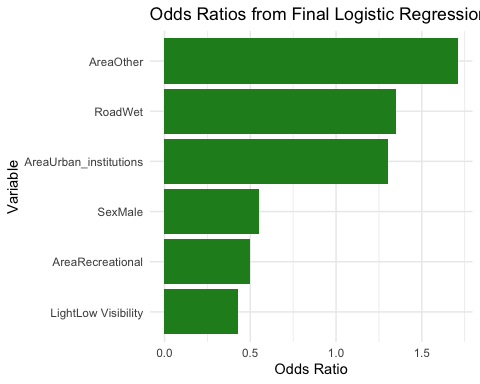 Odds Ratios from Final Logistic Regression
AreaOther
RoadWet
AreaUrban_institutions
SexMale
AreaRecreational
LightLow Visibility
Variable
0.0 0.5 1.0 1.5
Odds Ratio